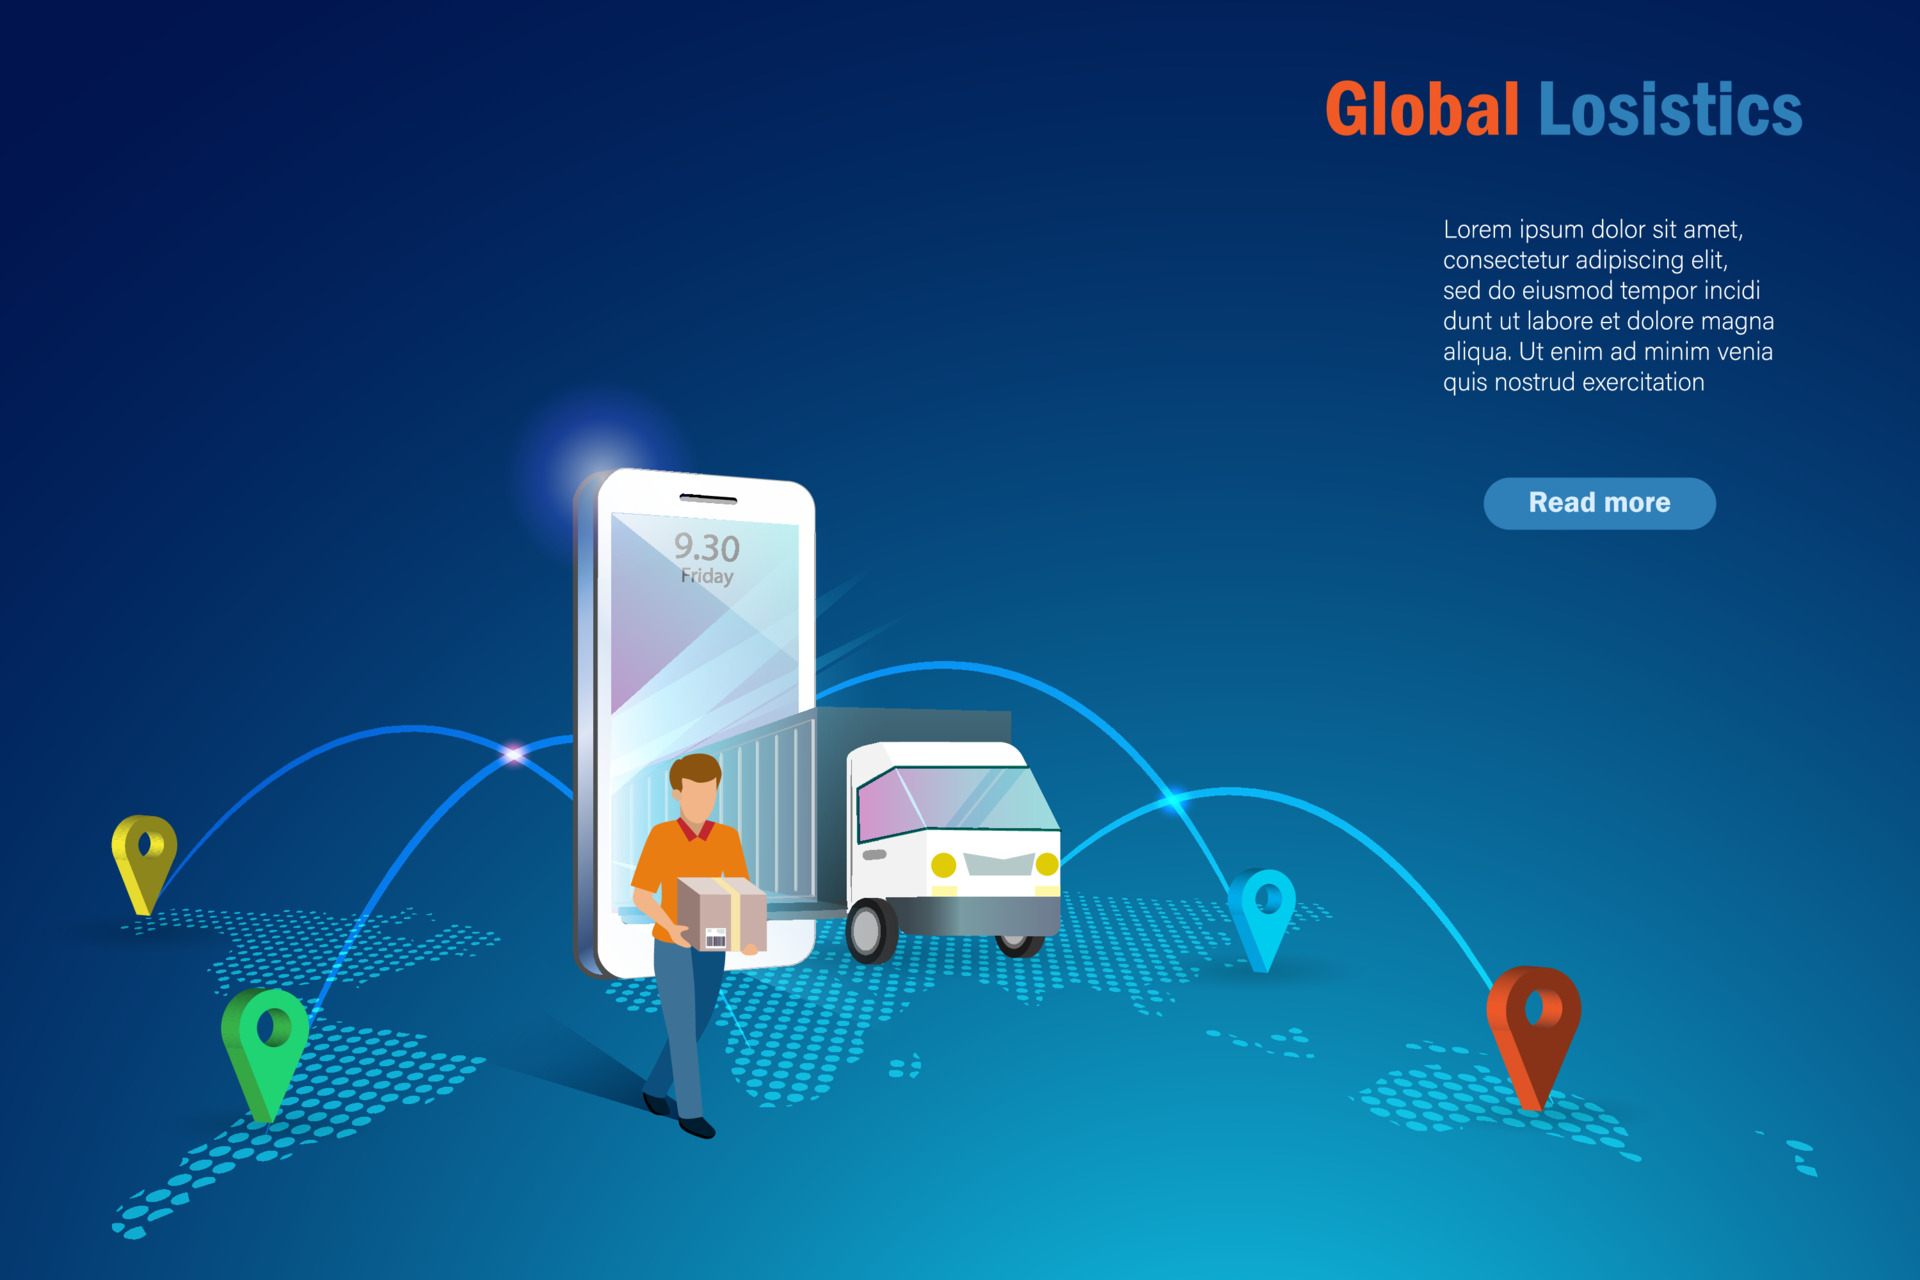 Global Losistics
Lorem ipsum dolor sit amet,
consectetur adipiscing elit,
sed do eiusmod tempor incidi
dunt ut labore et dolore magna
aliqua. Ut enim ad minim venia
quis nostrud exercitation
Read more
9.30
Friday